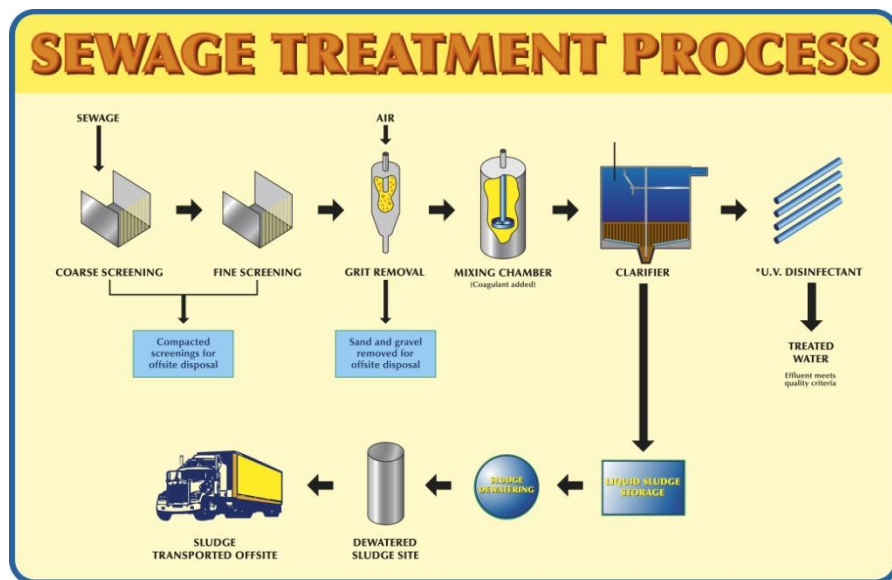 SEWAGE TREATMENT PROCESS
SEWAGE
AIR
COARSE SCREENING
FINE SCREENING
GRIT REMOVAL
MIXING CHAMBER
(Coagulant added)
CLARIFIER
*U.V. DISINFECTANT
Compacted
screenings for
offsite disposal
Sand and gravel
removed for
offsite disposal
TREATED
WATER
Effluent meets
quality criteria
SLUDGE
TRANSPORTED OFFSITE
DEWATERED
SLUDGE SITE
SLUDGE
DEWATERING
LIQUID SLUDGE
STORAGE